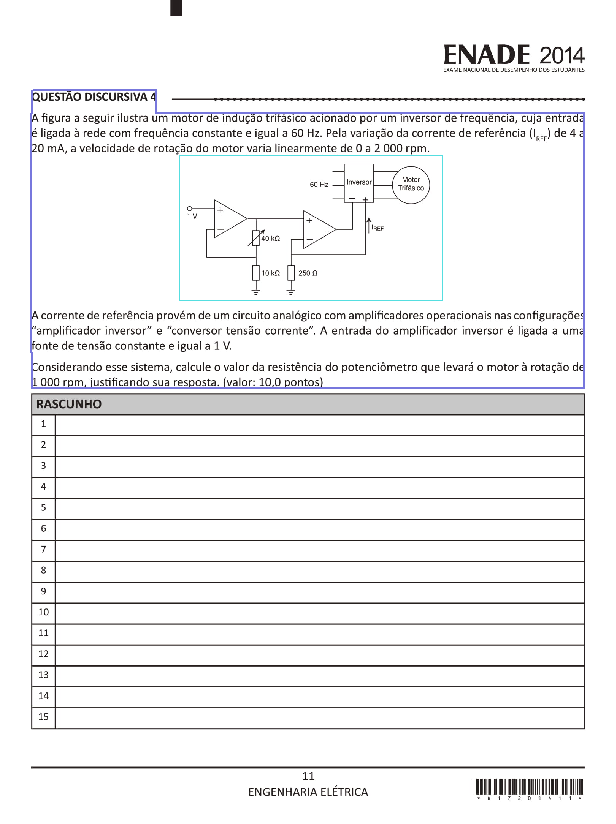 ENADE 2014
EXAME NACIONAL DE DESEMPENHO DOS ESTUDANTES
QUESTÃO DISCURSIVA 4
A figura a seguir ilustra um motor de indução trifásico acionado por um inversor de frequência, cuja entrada
é ligada à rede com frequência constante e igual a 60 Hz. Pela variação da corrente de referência (IREF) de 4 a
20 mA, a velocidade de rotação do motor varia linearmente de 0 a 2 000 rpm.
60 Hz
Inversor
Motor
Trifásico
1 V
IREF
40 kΩ
10 kΩ
250 Ω
A corrente de referência provém de um circuito analógico com amplificadores operacionais nas configurações
“amplificador inversor” e “conversor tensão corrente”. A entrada do amplificador inversor é ligada a uma
fonte de tensão constante e igual a 1 V.
Considerando esse sistema, calcule o valor da resistência do potenciômetro que levará o motor à rotação de
1 000 rpm, justificando sua resposta. (valor: 10,0 pontos)
RASCUNHO
1
2
3
4
5
6
7
8
9
10
11
12
13
14
15
11
ENGENHARIA ELÉTRICA